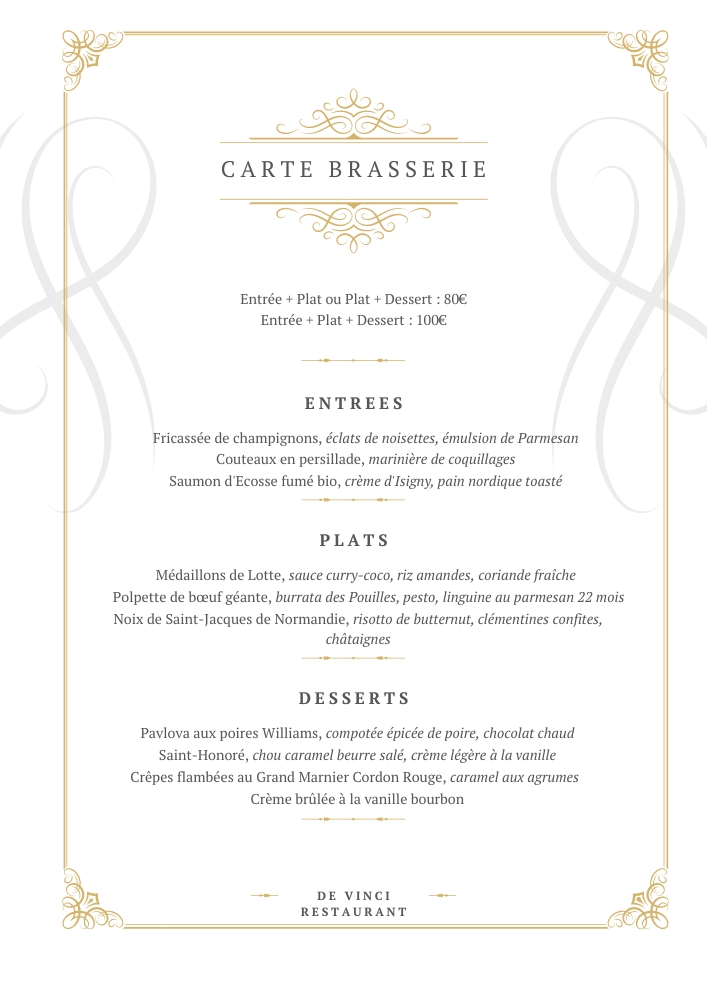 CARTE BRASSERIE
Entrée + Plat ou Plat + Dessert : 80€
Entrée + Plat + Dessert : 100€
ENTREES
Fricassée de champignons, éclats de noisettes, émulsion de Parmesan
Couteaux en persillade, marinière de coquillages
Saumon d'Ecosse fumé bio, crème d'Isigny, pain nordique toasté
PLATS
Médaillons de Lotte, sauce curry-coco, riz amandes, coriande fraîche
Polpette de bœuf géante, burrata des Pouilles, pesto, linguine au parmesan 22 mois
Noix de Saint-Jacques de Normandie, risotto de butternut, clémentines confites,
châtaignes
DESSERTS
Pavlova aux poires Williams, compotée épicée de poire, chocolat chaud
Saint-Honoré, chou caramel beurre salé, crème légère à la vanille
Crêpes flambées au Grand Marnier Cordon Rouge, caramel aux agrumes
Crème brûlée à la vanille bourbon
DE VINCI
RESTAURANT